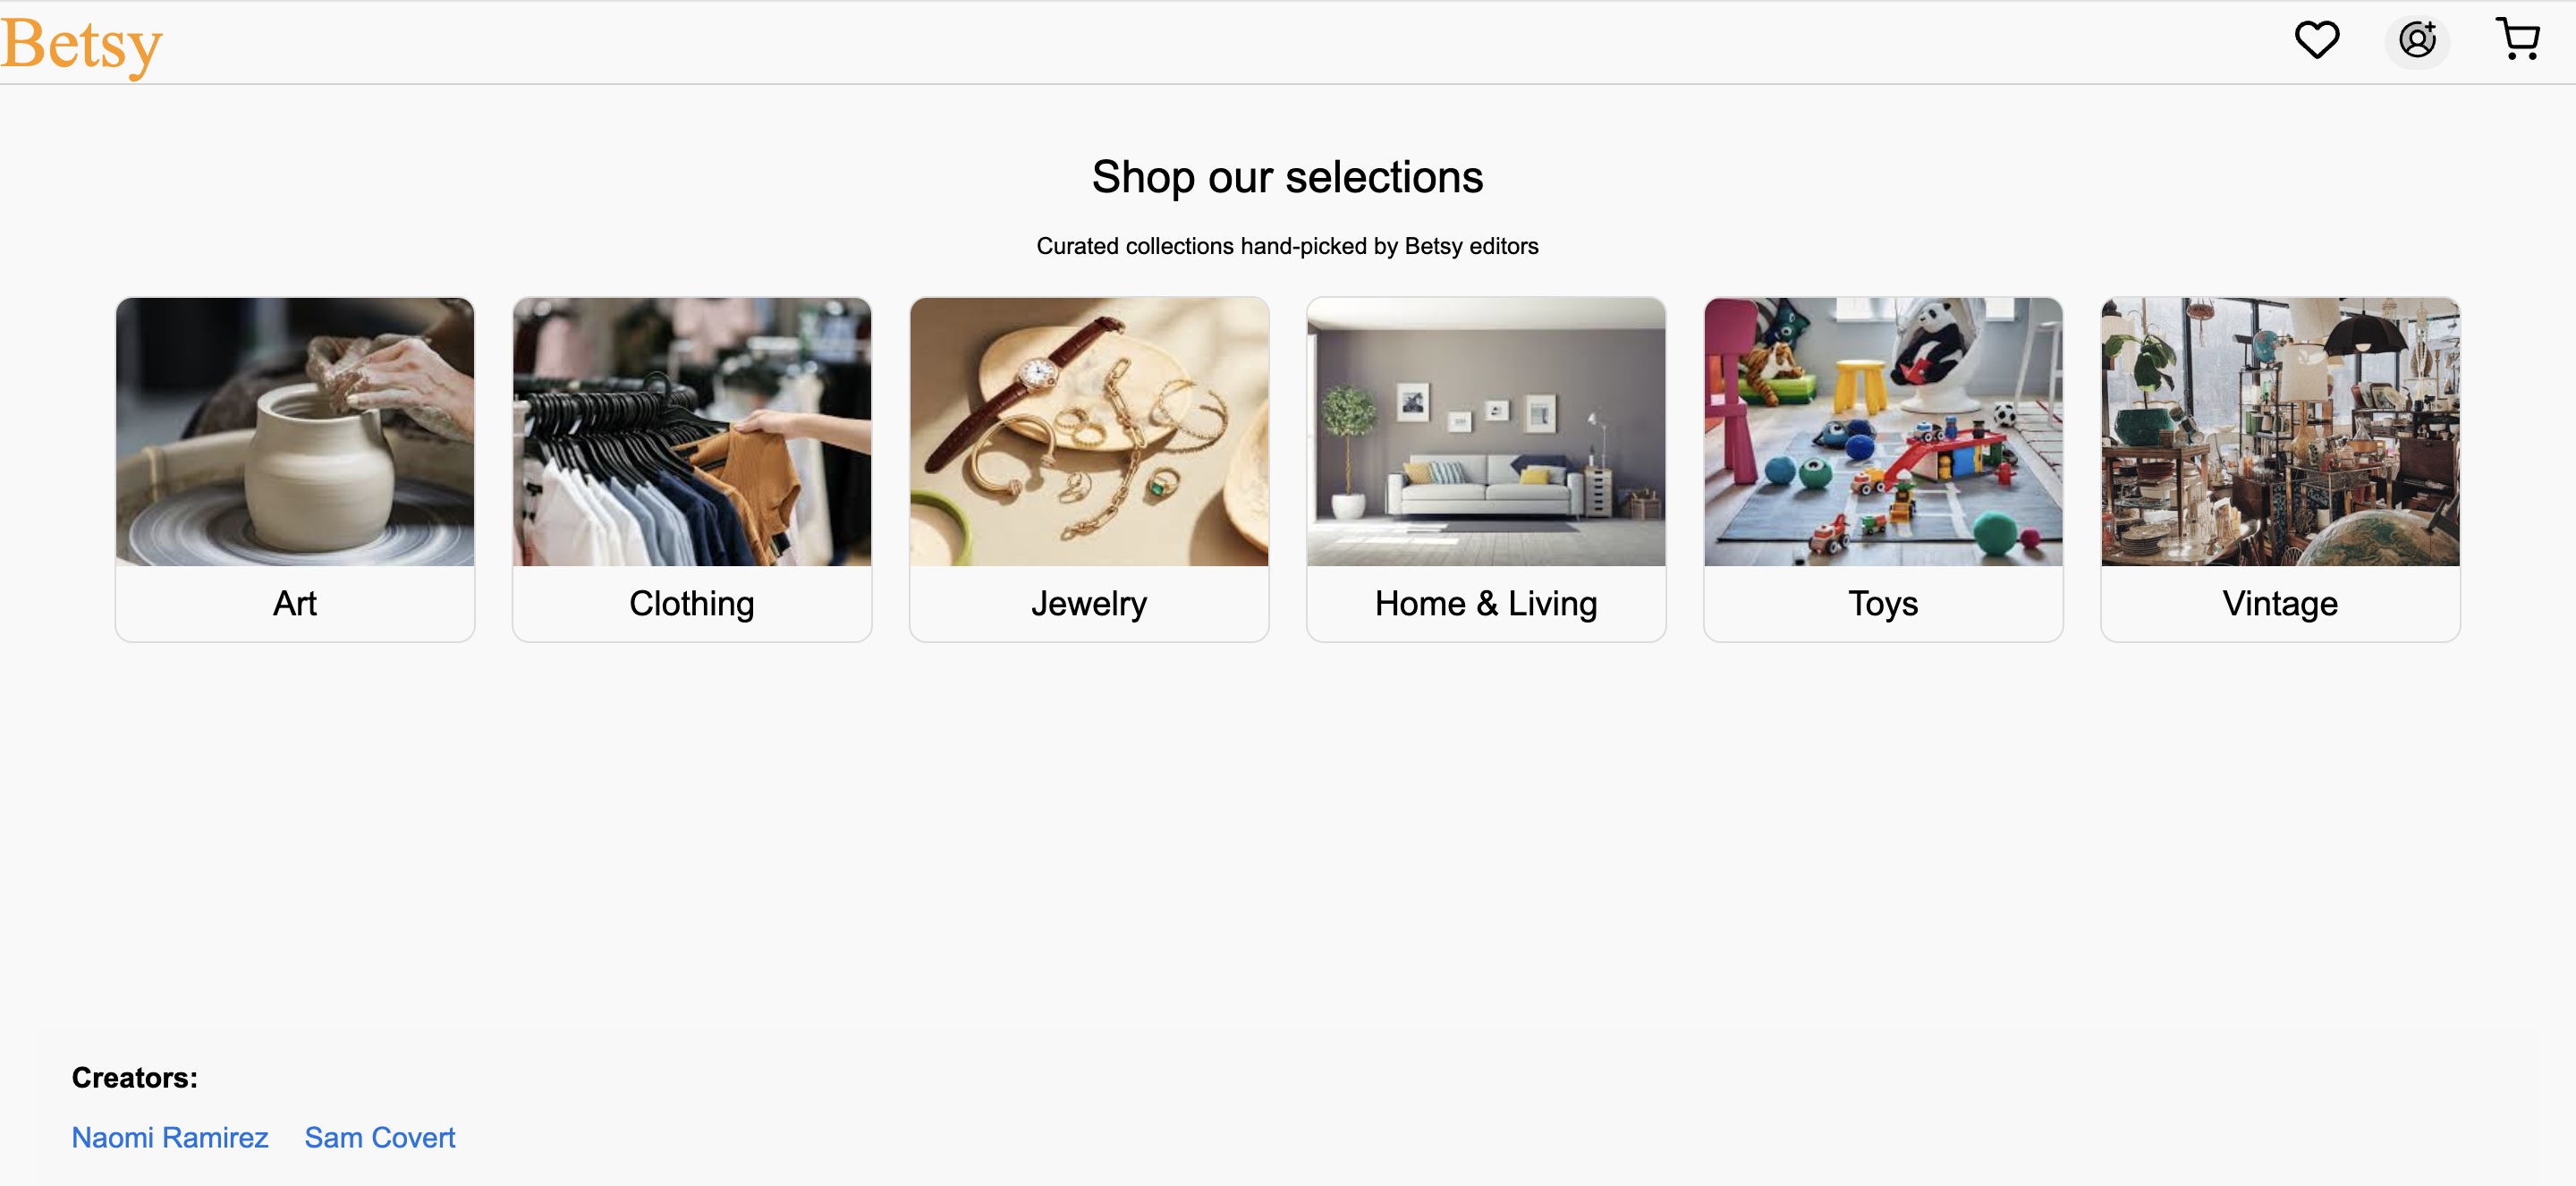 Betsy
Shop our selections
Curated collections hand-picked by Betsy editors
Art
Clothing
Jewelry
Home & Living
Toys
Vintage
Creators:
Naomi Ramirez Sam Covert